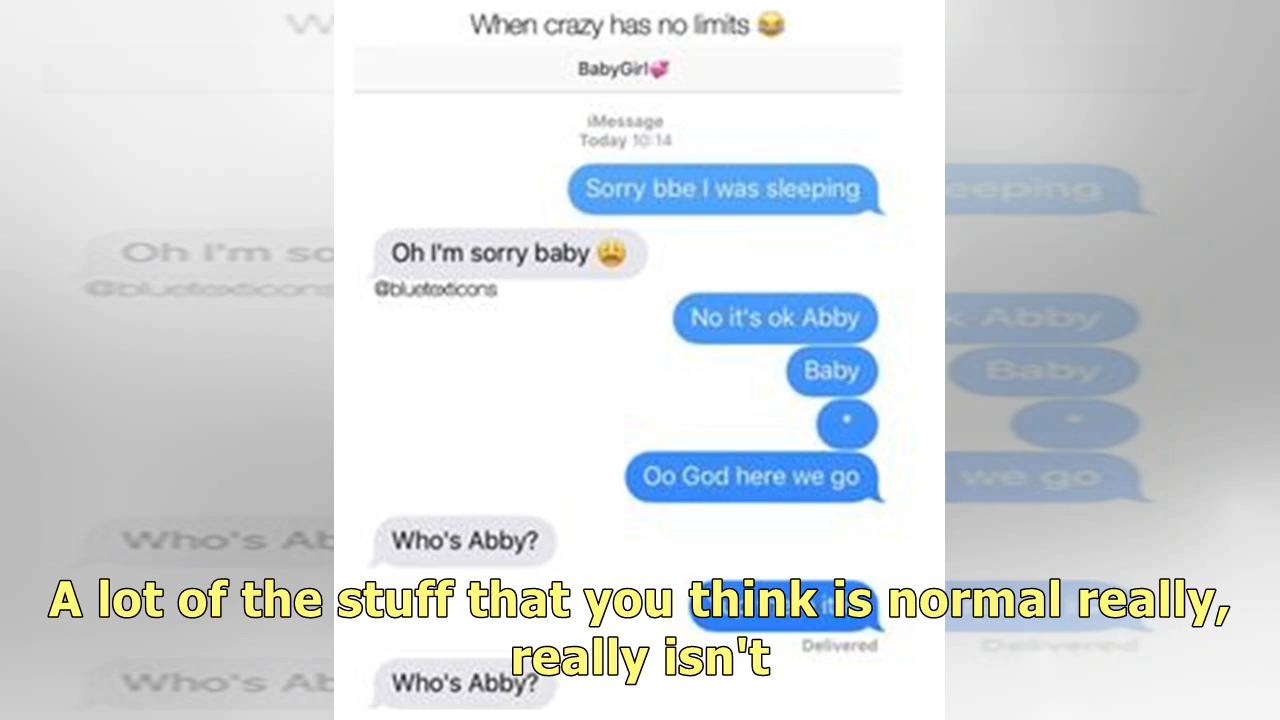 When crazy has no limits 😂
BabyGirl💞
iMessage
Today 10:14
Sorry bbe I was sleeping
Oh I'm sorry baby 😩
@bluetexticons
No it's ok Abby
Baby
*
Oo God here we go
Who's Abby?
Delivered
Who's Abby?
A lot of the stuff that you think is normal really,
really isn't